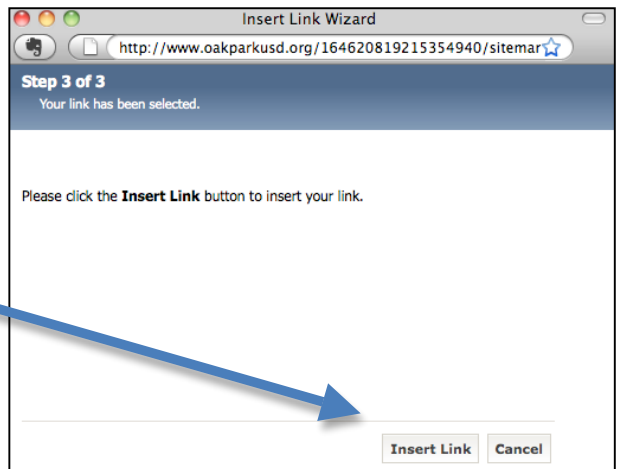 Insert Link Wizard
http://www.oakparkusd.org/164620819215354940/sitemar
Step 3 of 3
Your link has been selected.
Please click the Insert Link button to insert your link.
Insert Link Cancel